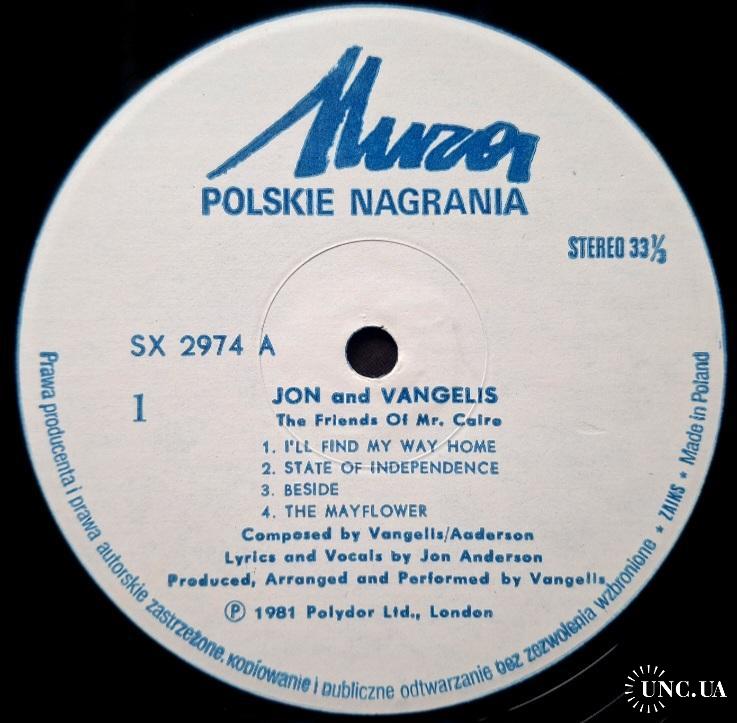 Muza
POLSKIE NAGRANIA
STEREO 33⅓
SX 2974 A
1
JON and VANGELIS
The Friends Of Mr. Cairo
1. I'LL FIND MY WAY HOME
2. STATE OF INDEPENDENCE
3. BESIDE
4. THE MAYFLOWER
Composed by Vangelis/Aaderson
Lyrics and Vocals by Jon Anderson
Produced, Arranged and Performed by Vangelis
Ⓟ 1981 Polydor Ltd., London
Prawa producenta i prawa autorskie zastrzeżone. Kopiowanie i publiczne odtwarzanie bez zezwolenia wzbronione * ZAIKS * Made in Poland
UNC.UA